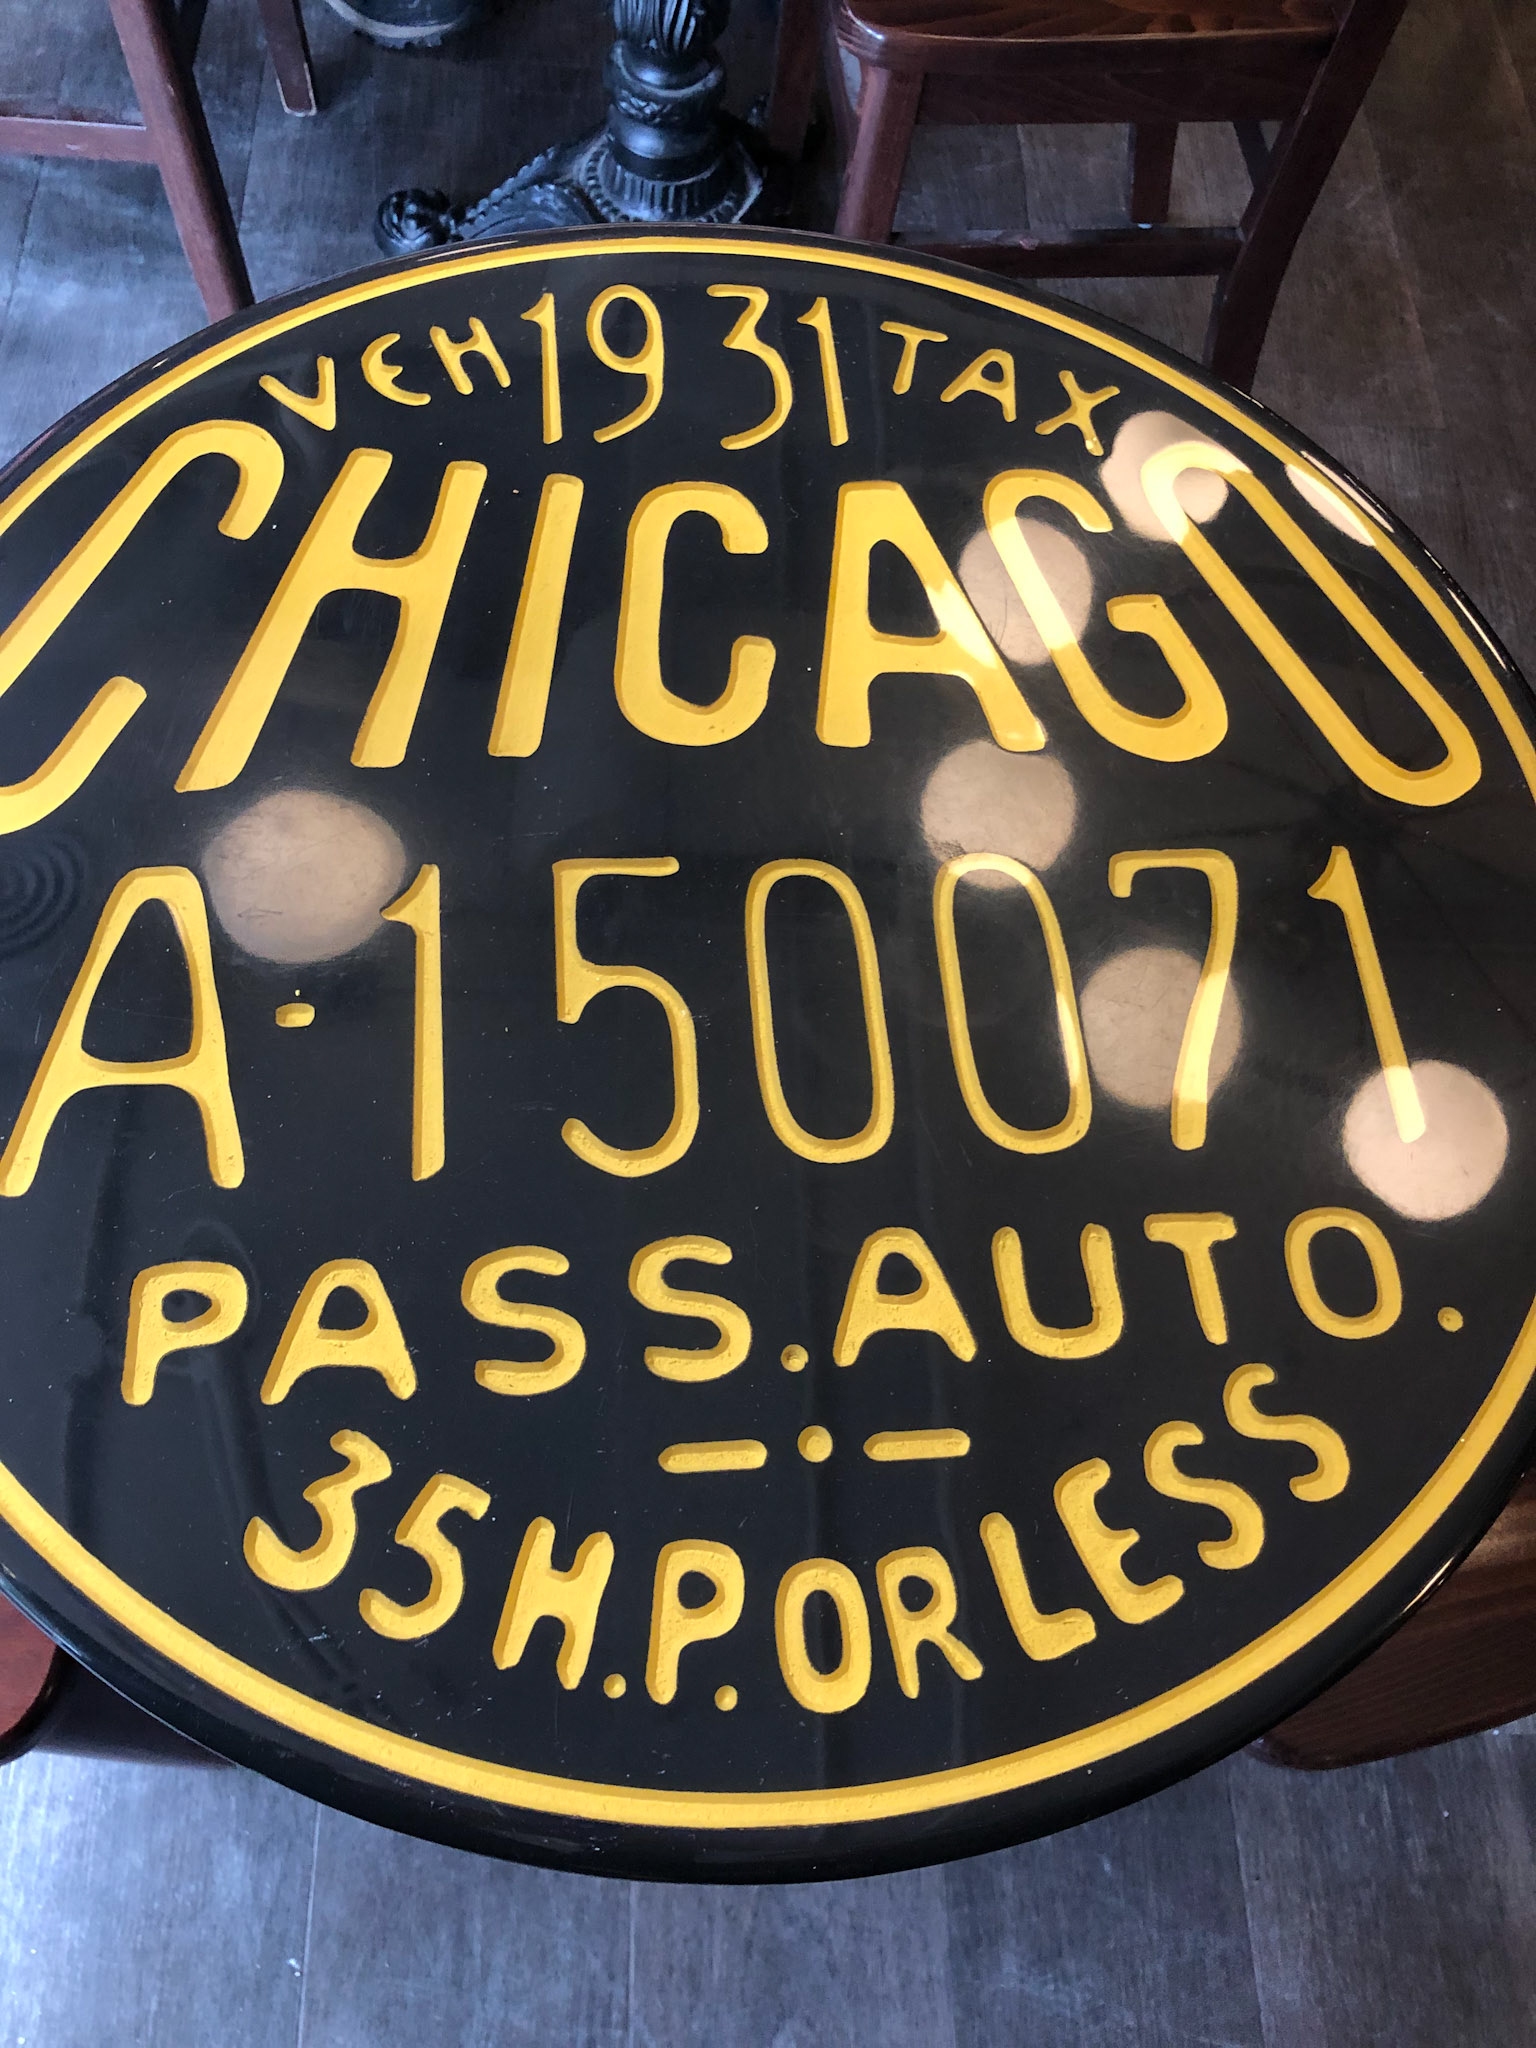 VEH 1931 TAX
CHICAGO
A-150071
PASS. AUTO.
35 H.P. OR LESS